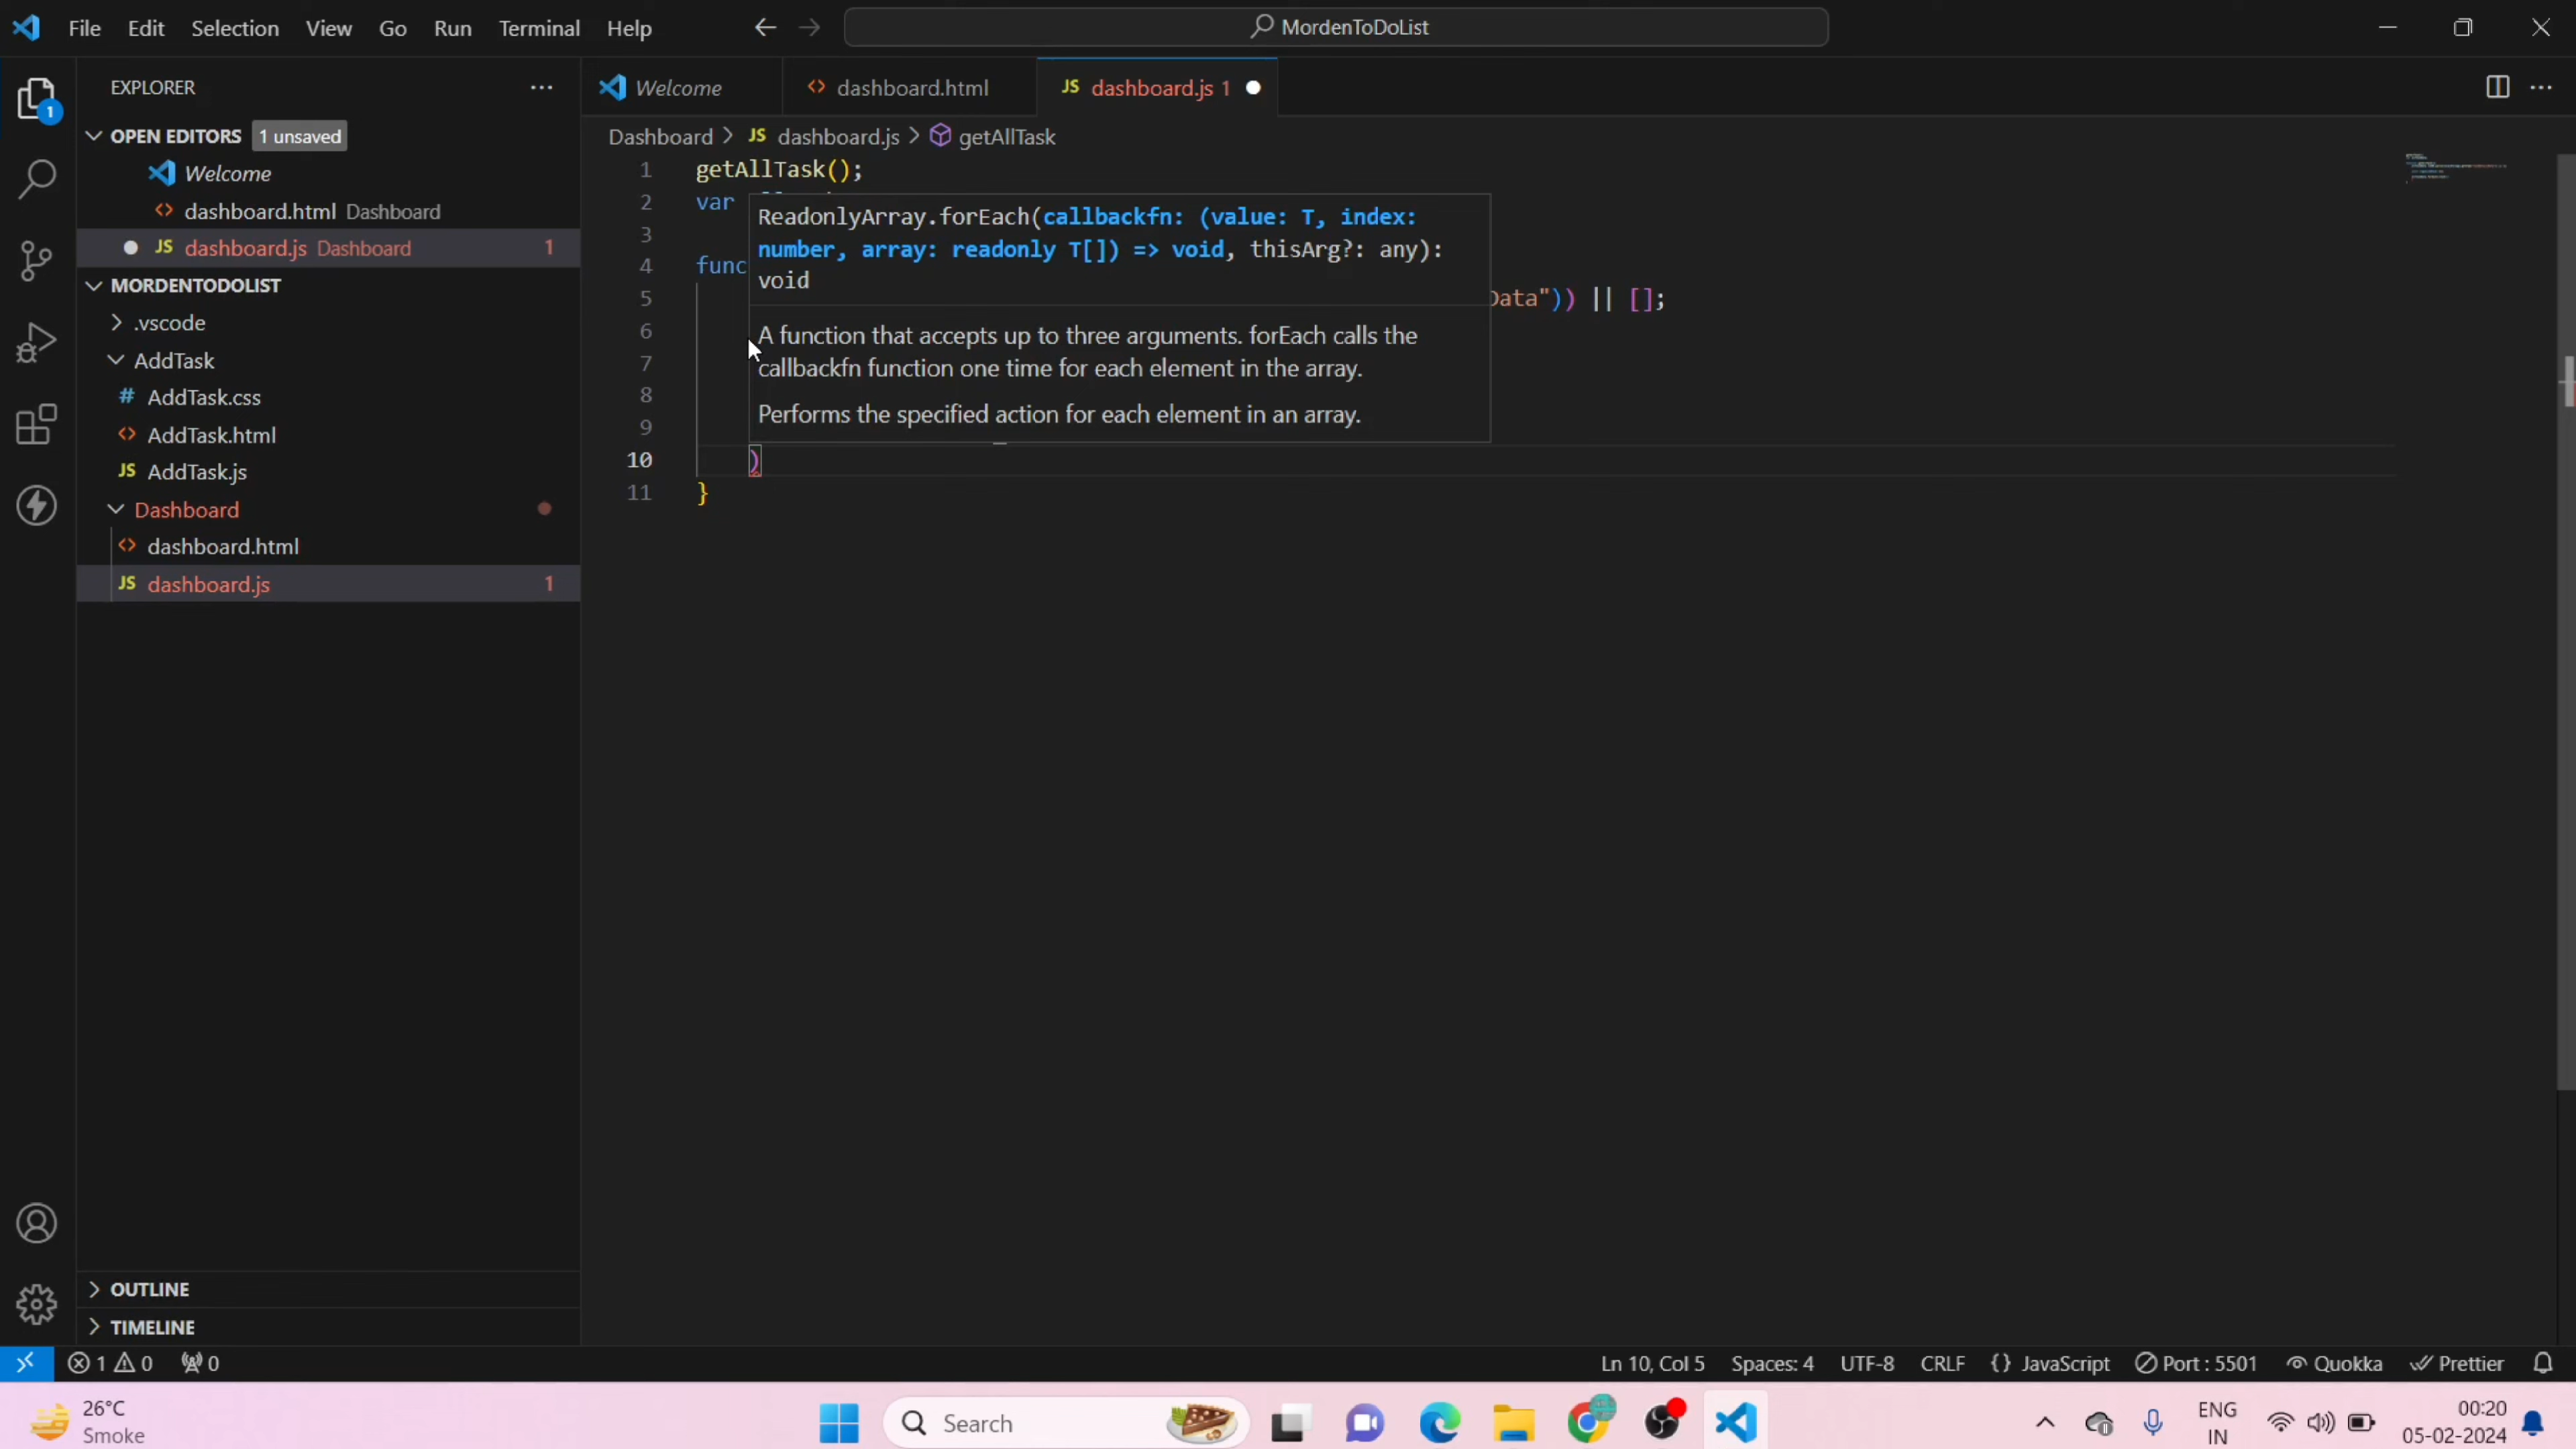 File Edit Selection View Go Run Terminal Help
MordenToDoList
EXPLORER
Welcome
dashboard.html
dashboard.js 1
OPEN EDITORS 1 unsaved
Welcome
dashboard.html Dashboard
dashboard.js Dashboard 1
MORDENTODOLIST
.vscode
AddTask
AddTask.css
AddTask.html
AddTask.js
Dashboard
dashboard.html
dashboard.js 1
OUTLINE
TIMELINE
Dashboard > JS dashboard.js > getAllTask
1 getAllTask();
2 var
3
4 func
5 Data")) || [];
6
7
8
9
10 )
11 }
ReadonlyArray.forEach(callbackfn: (value: T, index:
number, array: readonly T[]) => void, thisArg?: any):
void
A function that accepts up to three arguments. forEach calls the
callbackfn function one time for each element in the array.
Performs the specified action for each element in an array.
1 0 0
Ln 10, Col 5 Spaces: 4 UTF-8 CRLF {} JavaScript Port : 5501 Quokka Prettier
26°C
Smoke
Search
ENG
IN
00:20
05-02-2024